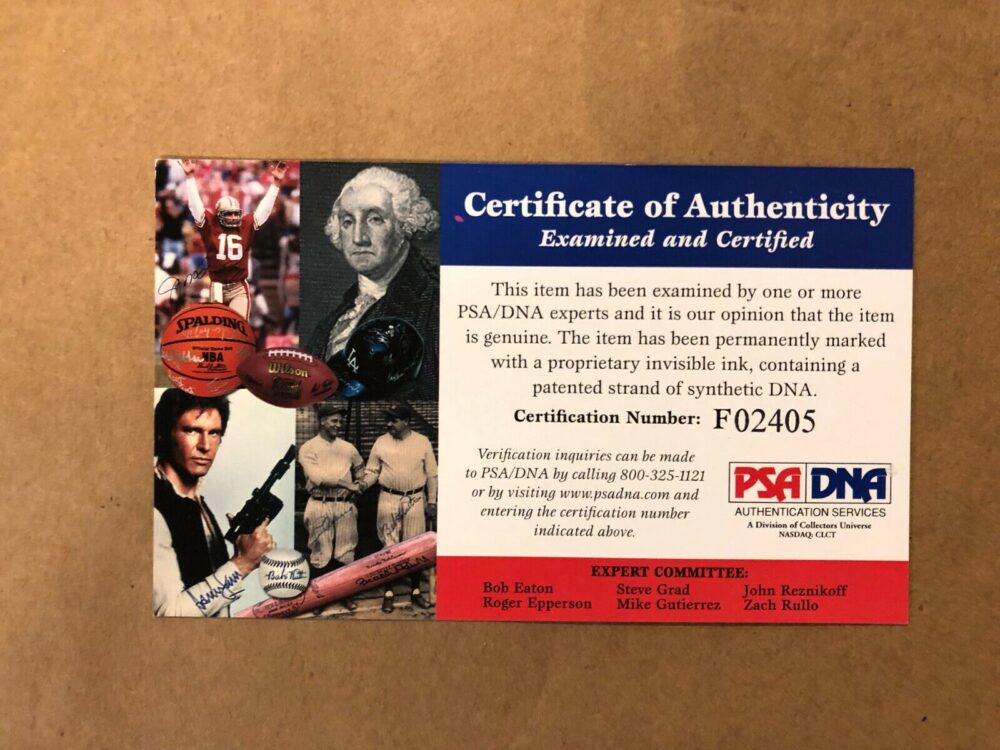 Certificate of Authenticity
Examined and Certified
This item has been examined by one or more
PSA/DNA experts and it is our opinion that the item
is genuine. The item has been permanently marked
with a proprietary invisible ink, containing a
patented strand of synthetic DNA.
Certification Number: F02405
Verification inquiries can be made
to PSA/DNA by calling 800-325-1121
or by visiting www.psadna.com and
entering the certification number
indicated above.
PSA DNA
AUTHENTICATION SERVICES
A Division of Collectors Universe
NASDAQ: CLCT
EXPERT COMMITTEE:
Bob Eaton Steve Grad John Reznikoff
Roger Epperson Mike Gutierrez Zach Rullo
16
SPALDING
NBA
Wilson
LA
Babe Ruth